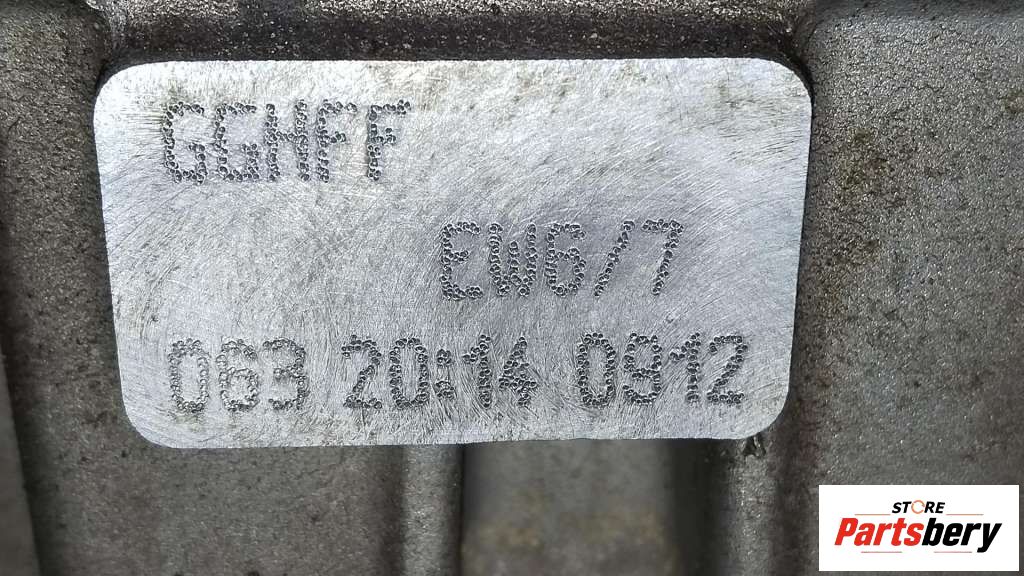 GGHFF
EW6/7
063 20:14 0912
STORE
Partsbery